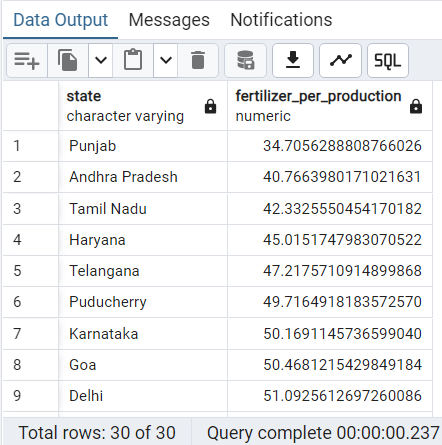 Data Output Messages Notifications
SQL
state fertilizer_per_production
character varying numeric
1 Punjab 34.7056288808766026
2 Andhra Pradesh 40.7663980171021631
3 Tamil Nadu 42.3325550454170182
4 Haryana 45.0151747983070522
5 Telangana 47.2175710914899868
6 Puducherry 49.7164918183572570
7 Karnataka 50.1691145736599040
8 Goa 50.4681215429849184
9 Delhi 51.0925612697260086
Total rows: 30 of 30 Query complete 00:00:00.237